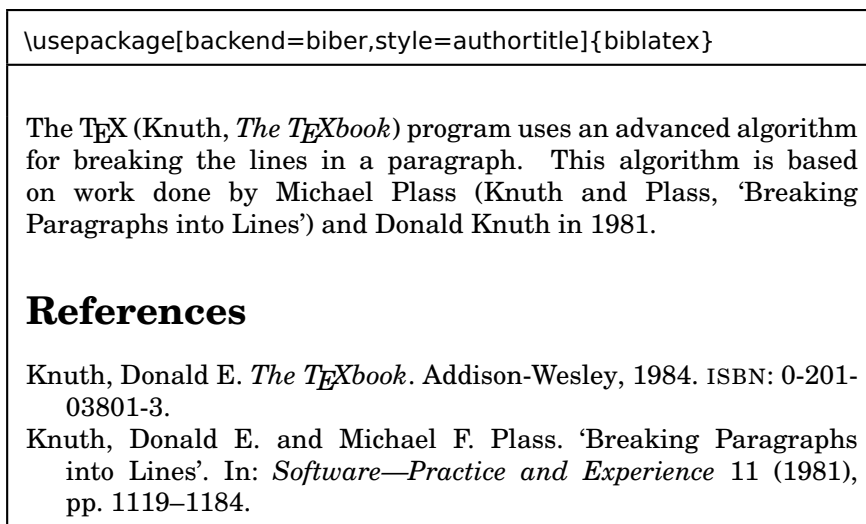 \usepackage[backend=biber,style=authortitle]{biblatex}
The TEX (Knuth, The TEXbook) program uses an advanced algorithm
for breaking the lines in a paragraph. This algorithm is based
on work done by Michael Plass (Knuth and Plass, ‘Breaking
Paragraphs into Lines’) and Donald Knuth in 1981.
References
Knuth, Donald E. The TEXbook. Addison-Wesley, 1984. ISBN: 0-201-
03801-3.
Knuth, Donald E. and Michael F. Plass. ‘Breaking Paragraphs
into Lines’. In: Software—Practice and Experience 11 (1981),
pp. 1119–1184.